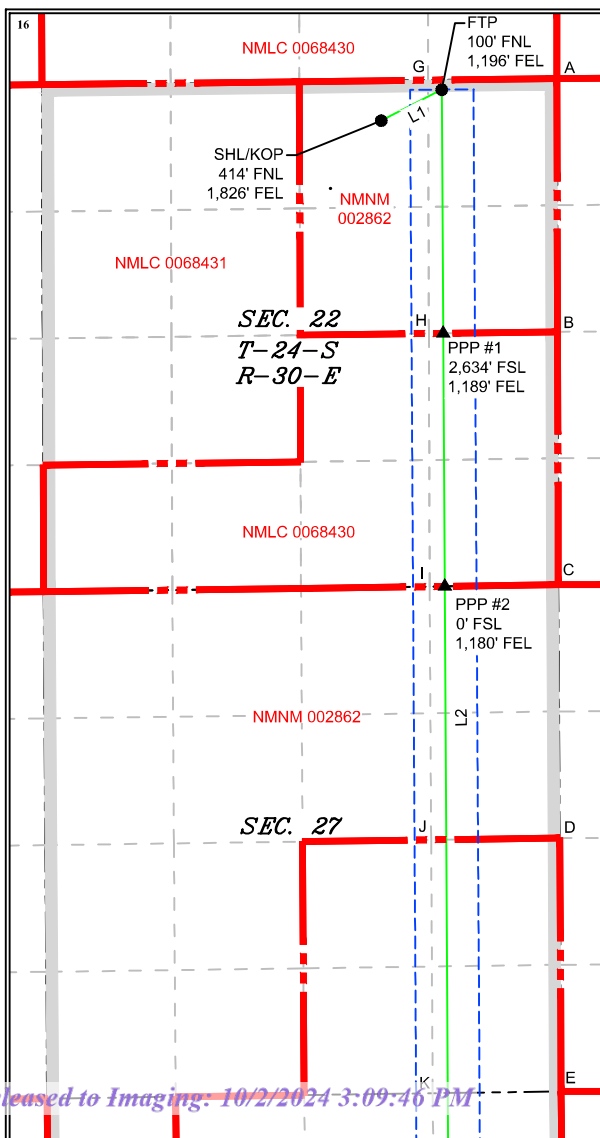 16
NMLC 0068430
FTP
100' FNL
1,196' FEL
G
A
L1
SHL/KOP
414' FNL
1,826' FEL
NMNM
002862
NMLC 0068431
SEC. 22
T-24-S
R-30-E
H
B
PPP #1
2,634' FSL
1,189' FEL
NMLC 0068430
I
C
PPP #2
0' FSL
1,180' FEL
NMNM 002862
L2
SEC. 27
J
D
K
E
eleased to Imaging: 10/2/2024 3:09:46 PM